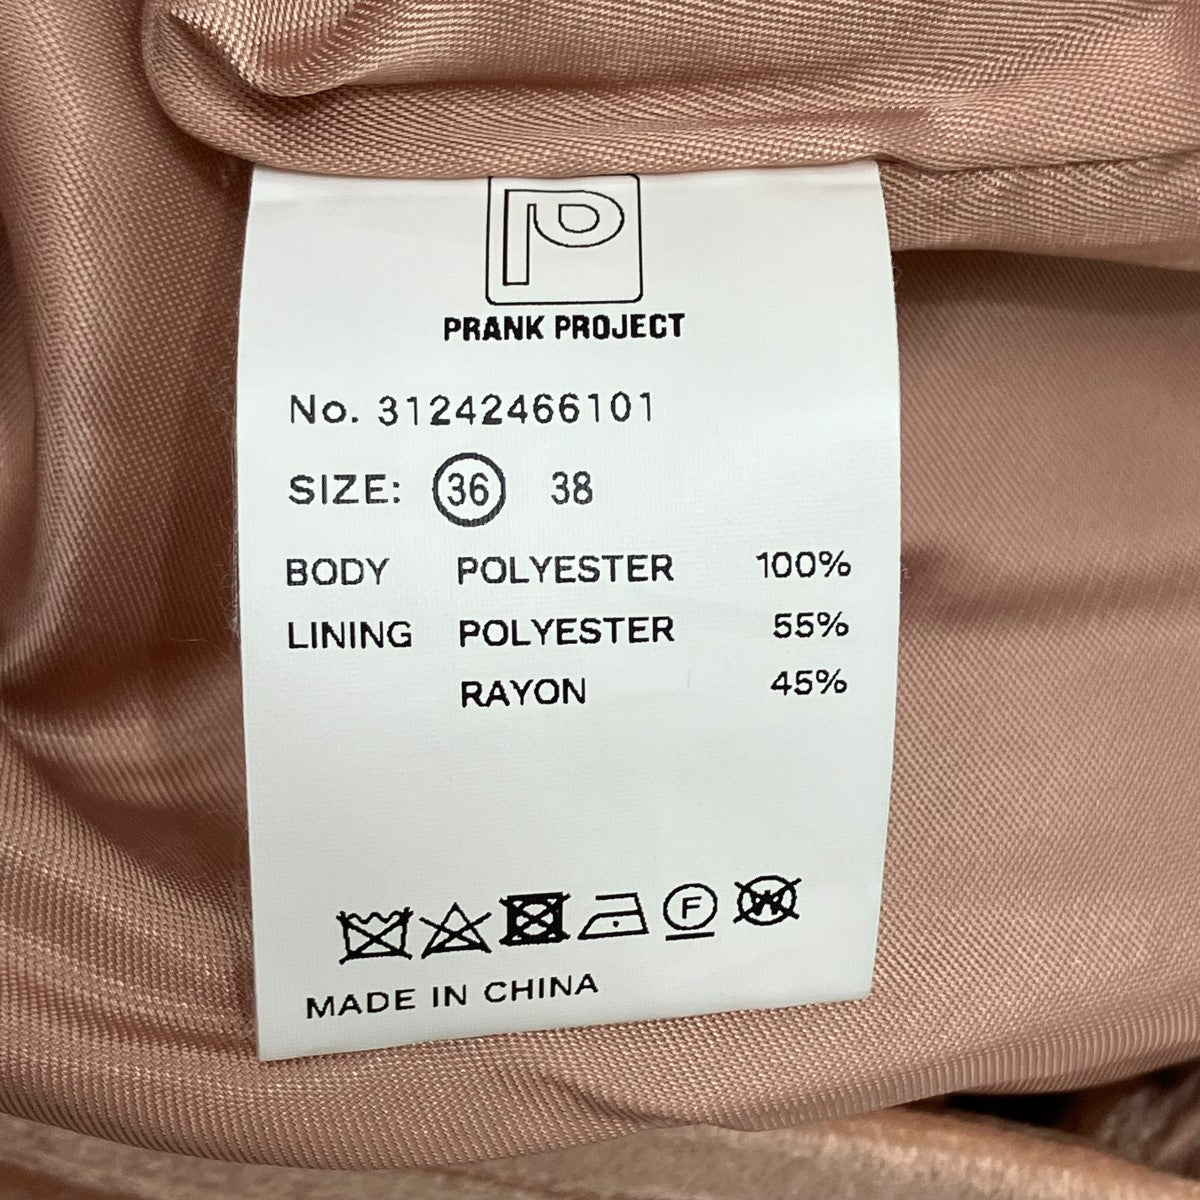 PRANK PROJECT
No. 31242466101
SIZE: 36 38
BODY POLYESTER 100%
LINING POLYESTER 55%
RAYON 45%
F W
MADE IN CHINA